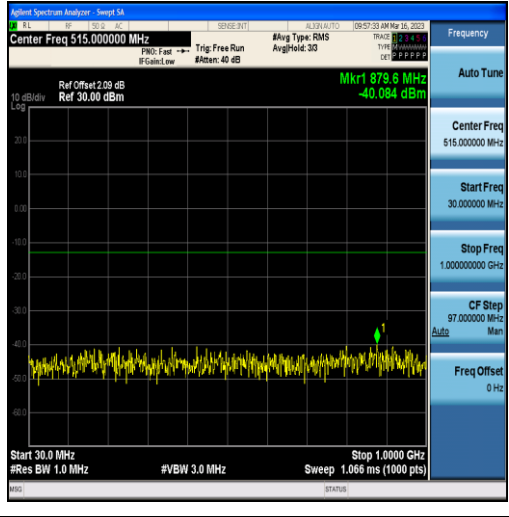 Agilent Spectrum Analyzer - Swept SA
RL RF 50 Ω AC SENSE:INT ALIGN AUTO 09:57:33 AM Mar 16, 2023
Center Freq 515.000000 MHz #Avg Type: RMS TRACE 1 2 3 4 5 6
PNO: Fast Trig: Free Run Avg|Hold: 3/3 TYPE M
IFGain:Low #Atten: 40 dB DET P P P P P P
Mkr1 879.6 MHz
-40.084 dBm
Ref Offset 2.09 dB
10 dB/div Ref 30.00 dBm
Log
20.0
10.0
0.00
-10.0
-20.0
-30.0
-40.0
-50.0
-60.0
1
Start 30.0 MHz Stop 1.0000 GHz
#Res BW 1.0 MHz #VBW 3.0 MHz Sweep 1.066 ms (1000 pts)
MSG STATUS
Frequency
Auto Tune
Center Freq
515.000000 MHz
Start Freq
30.000000 MHz
Stop Freq
1.000000000 GHz
CF Step
97.000000 MHz
Auto Man
Freq Offset
0 Hz